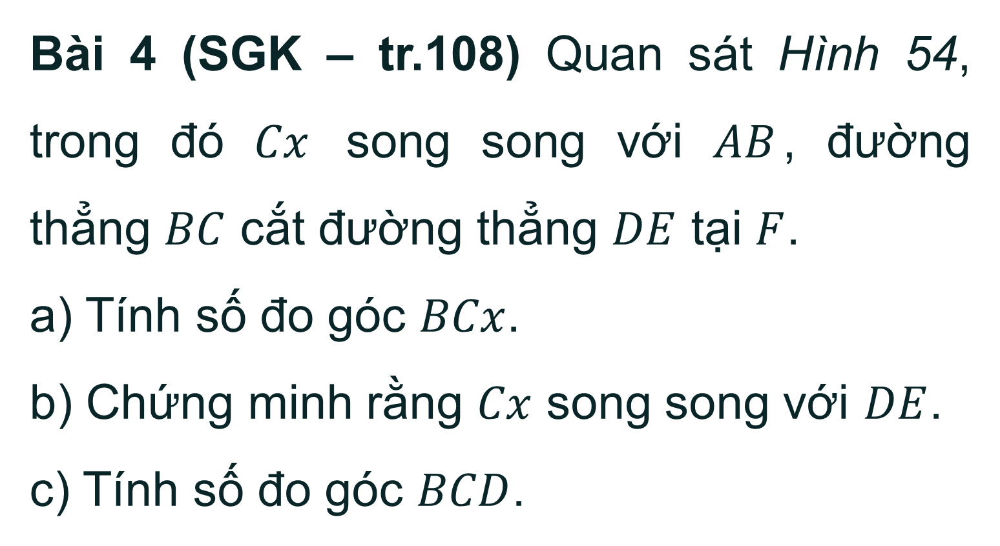 Bài 4 (SGK – tr.108) Quan sát Hình 54,
trong đó Cx song song với AB, đường
thẳng BC cắt đường thẳng DE tại F.
a) Tính số đo góc BCx.
b) Chứng minh rằng Cx song song với DE.
c) Tính số đo góc BCD.